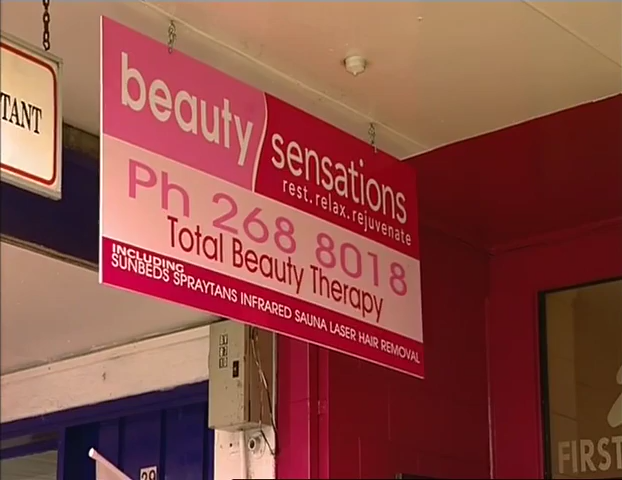 TANT
beauty
sensations
rest.relax.rejuvenate
Ph 268 8018
Total Beauty Therapy
INCLUDING
SUNBEDS SPRAYTANS INFRARED SAUNA LASER HAIR REMOVAL
29
FIRST